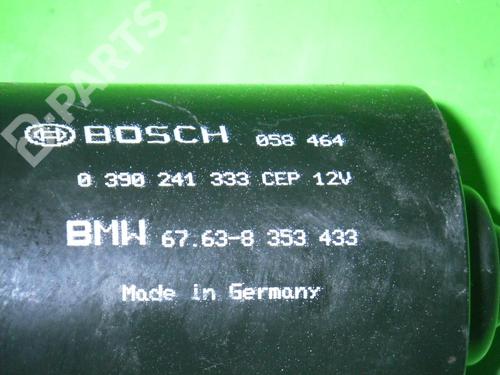 B-PARTS
BOSCH 058 464
0 390 241 333 CEP 12V
BMW 67.63-8 353 433
Made in Germany